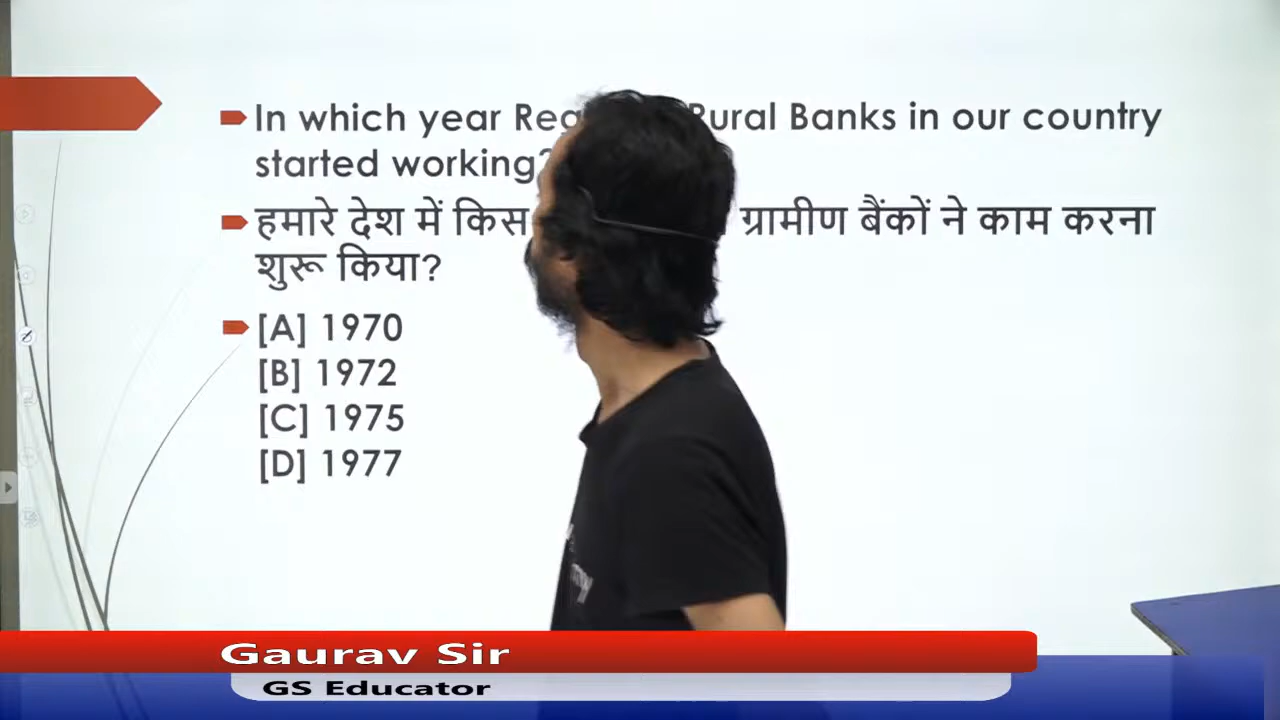 In which year Rural Banks in our country
started working?
हमारे देश में किस ग्रामीण बैंकों ने काम करना
शुरू किया?
[A] 1970
[B] 1972
[C] 1975
[D] 1977
Gaurav Sir
GS Educator